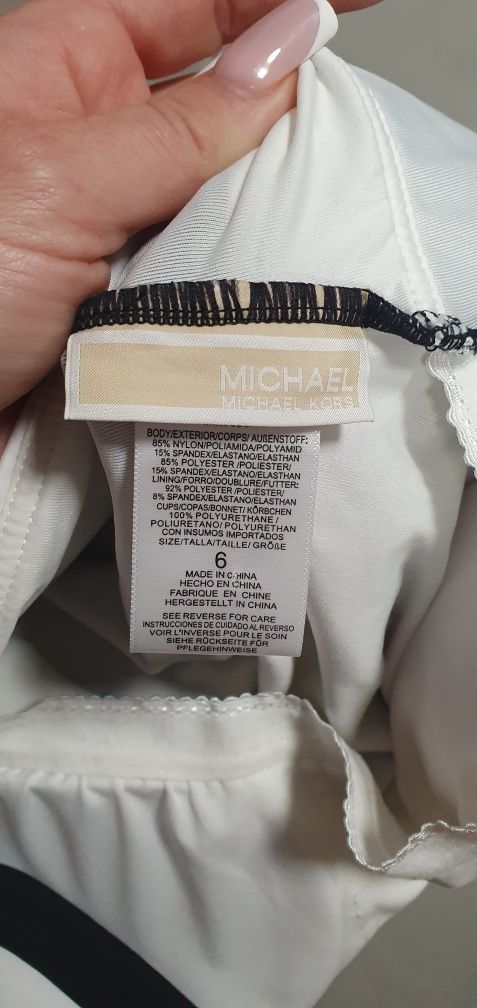 MICHAEL
MICHAEL KORS
BODY/EXTERIOR/CORPS/ AUßENSTOFF:
85% NYLON/POLIAMIDA/POLYAMID
15% SPANDEX/ELASTANO/ELASTHAN
85% POLYESTER /POLIESTER/
15% SPANDEX/ELASTANO/ELASTHAN
LINING/FORRO/DOUBLURE/FUTTER:
92% POLYESTER /POLIESTER/
8% SPANDEX/ELASTANO/ELASTHAN
CUPS/COPAS/BONNET/ KÖRBCHEN
100% POLYURETHANE /
POLIURETANO/ POLYURETHAN
CON INSUMOS IMPORTADOS
SIZE/TALLA/TAILLE/ GRÖßE
6
MADE IN CHINA
HECHO EN CHINA
FABRIQUE EN CHINE
HERGESTELLT IN CHINA
SEE REVERSE FOR CARE
INSTRUCCIONES DE CUIDADO AL REVERSO
VOIR L'INVERSE POUR LE SOIN
SIEHE RÜCKSEITE FÜR
PFLEGEHINWEISE